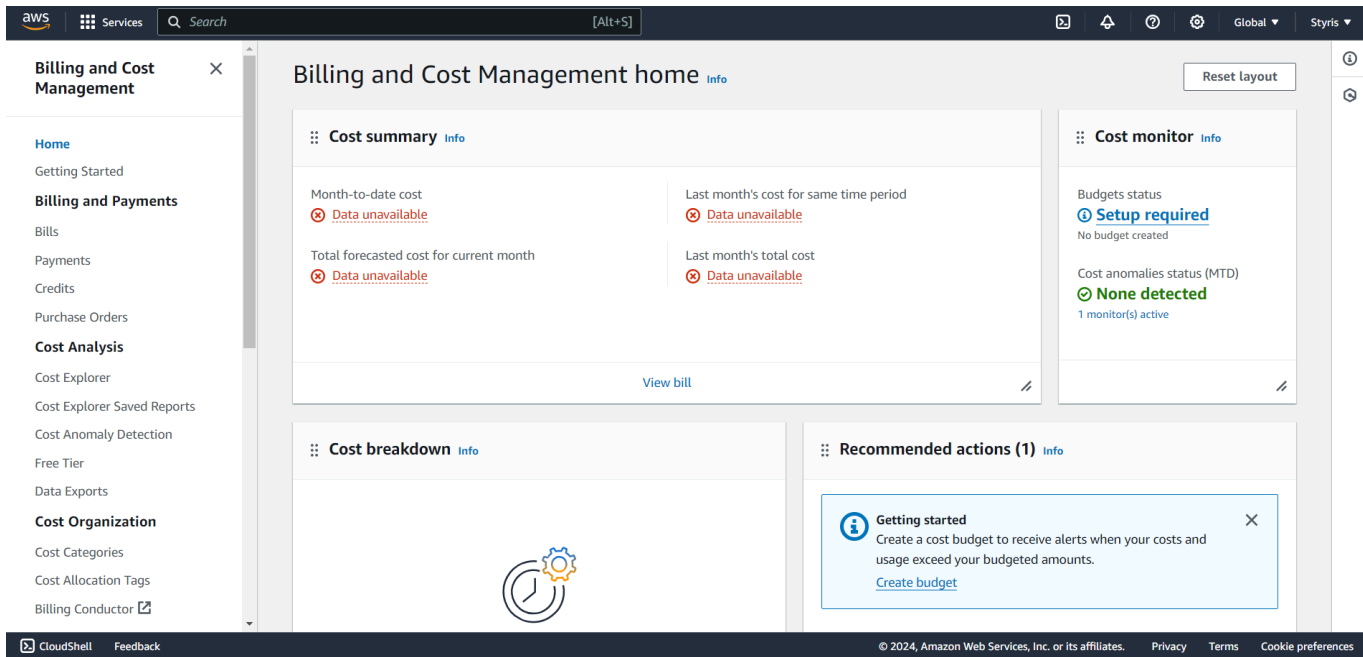 aws
Services
Search
[Alt+S]
Global ▼
Styris ▼
Billing and Cost
Management
Home
Getting Started
Billing and Payments
Bills
Payments
Credits
Purchase Orders
Cost Analysis
Cost Explorer
Cost Explorer Saved Reports
Cost Anomaly Detection
Free Tier
Data Exports
Cost Organization
Cost Categories
Cost Allocation Tags
Billing Conductor
Billing and Cost Management home Info
Reset layout
Cost summary Info
Month-to-date cost
Data unavailable
Last month's cost for same time period
Data unavailable
Total forecasted cost for current month
Data unavailable
Last month's total cost
Data unavailable
View bill
Cost monitor Info
Budgets status
Setup required
No budget created
Cost anomalies status (MTD)
None detected
1 monitor(s) active
Cost breakdown Info
Recommended actions (1) Info
Getting started
Create a cost budget to receive alerts when your costs and
usage exceed your budgeted amounts.
Create budget
CloudShell
Feedback
© 2024, Amazon Web Services, Inc. or its affiliates.
Privacy
Terms
Cookie preferences